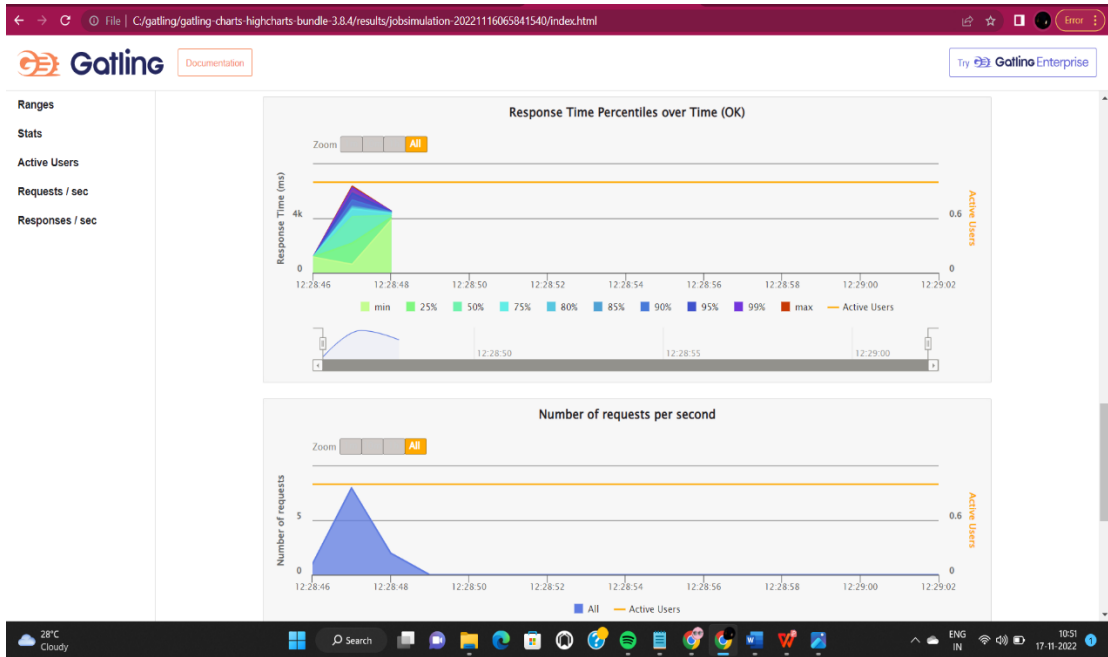 File | C:/gatling/gatling-charts-highcharts-bundle-3.8.4/results/jobsimulation-20221116065841540/index.html
Error
Gatling
Documentation
Try Gatling Enterprise
Ranges
Stats
Active Users
Requests / sec
Responses / sec
Response Time Percentiles over Time (OK)
Zoom All
Response Time (ms)
4k
0
Active Users
0.6
0
12:28:46 12:28:48 12:28:50 12:28:52 12:28:54 12:28:56 12:28:58 12:29:00 12:29:02
min 25% 50% 75% 80% 85% 90% 95% 99% max Active Users
12:28:50 12:28:55 12:29:00
Number of requests per second
Zoom All
Number of requests
5
0
Active Users
0.6
0
12:28:46 12:28:48 12:28:50 12:28:52 12:28:54 12:28:56 12:28:58 12:29:00 12:29:02
All Active Users
28°C
Cloudy
Search
ENG
IN
10:51
17-11-2022
1